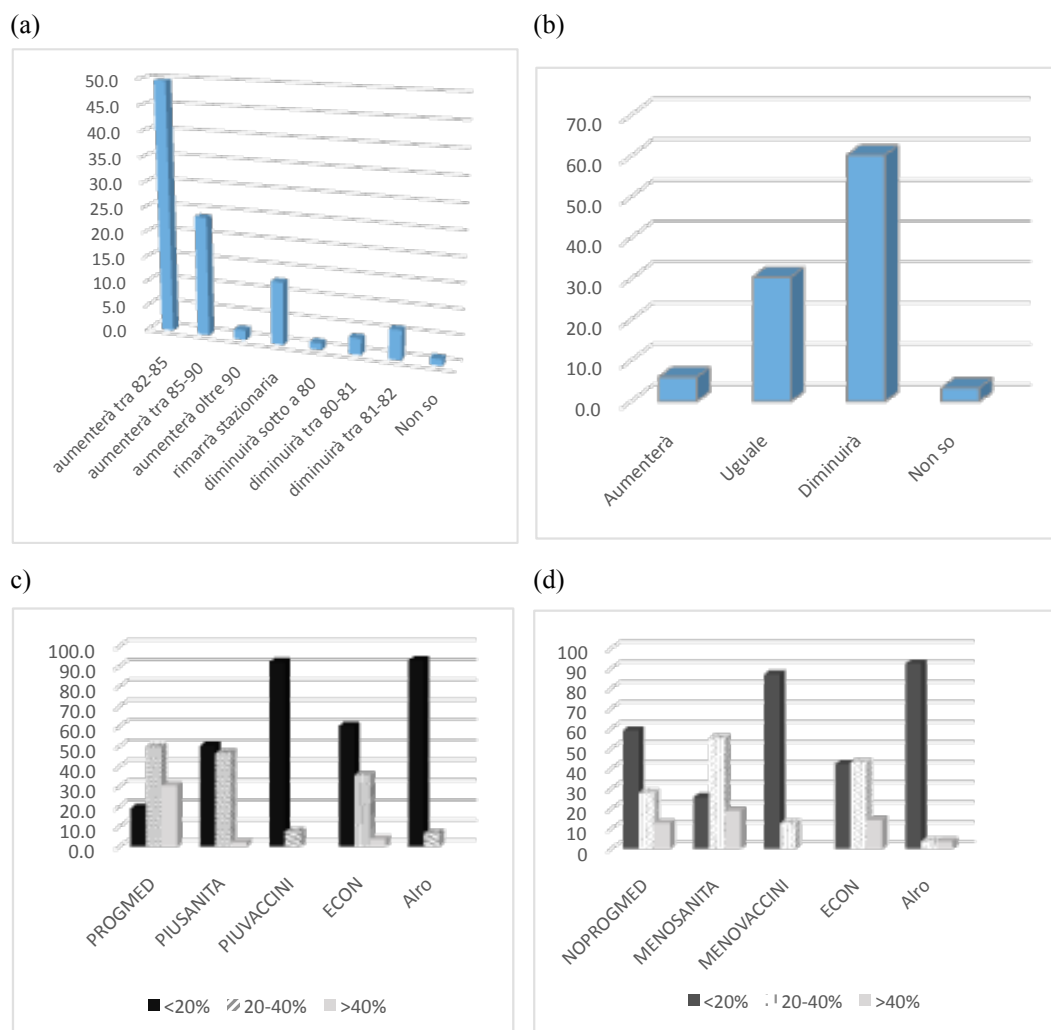 (a)
50.0
45.0
40.0
35.0
30.0
25.0
20.0
15.0
10.0
5.0
0.0
aumenterà tra 82-85
aumenterà tra 85-90
aumenterà oltre 90
rimarrà stazionaria
diminuirà sotto a 80
diminuirà tra 80-81
diminuirà tra 81-82
Non so
(b)
70.0
60.0
50.0
40.0
30.0
20.0
10.0
0.0
Aumenterà
Uguale
Diminuirà
Non so
c)
100.0
90.0
80.0
70.0
60.0
50.0
40.0
30.0
20.0
10.0
0.0
PROGMED
PIUSANITA
PIUVACCINI
ECON
Alro
<20% 20-40% >40%
(d)
100
90
80
70
60
50
40
30
20
10
0
NOPROGMED
MENOSANITA
MENOVACCINI
ECON
Alro
<20% 20-40% >40%